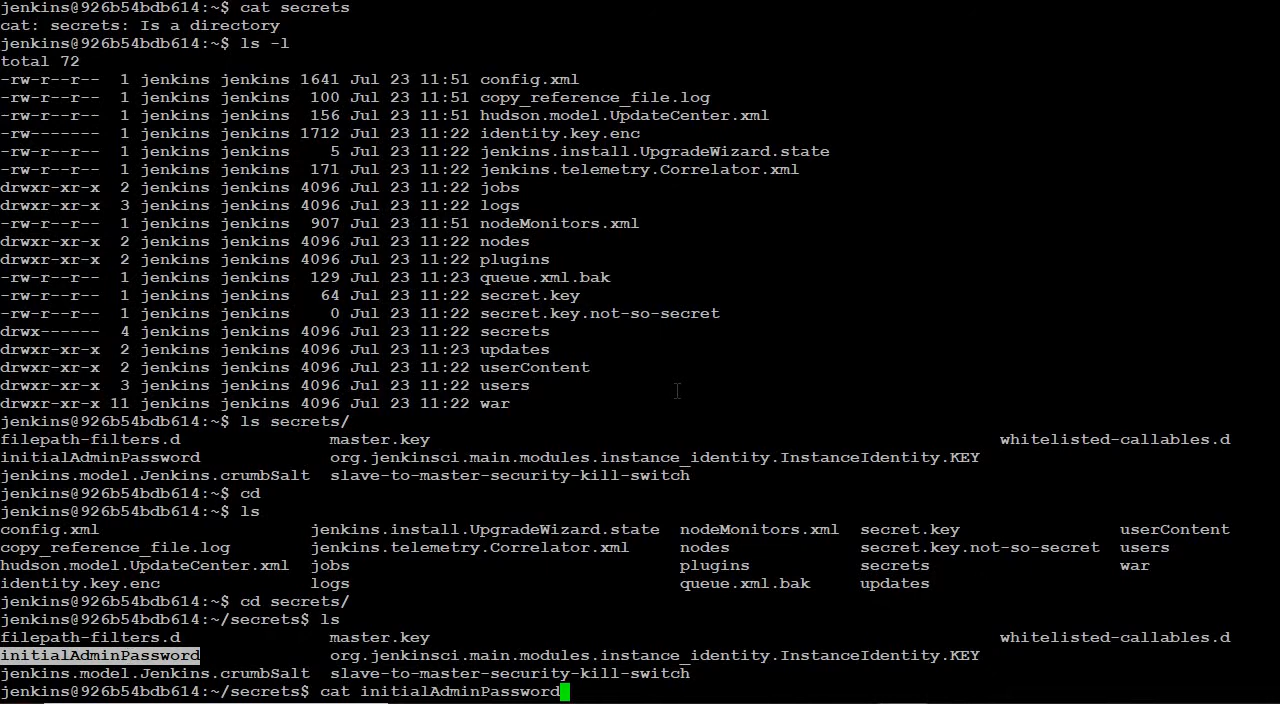 jenkins@926b54bdb614:~$ cat secrets
cat: secrets: Is a directory
jenkins@926b54bdb614:~$ ls -l
total 72
-rw-r--r--  1 jenkins jenkins 1641 Jul 23 11:51 config.xml
-rw-r--r--  1 jenkins jenkins  100 Jul 23 11:51 copy_reference_file.log
-rw-r--r--  1 jenkins jenkins  156 Jul 23 11:51 hudson.model.UpdateCenter.xml
-rw-------  1 jenkins jenkins 1712 Jul 23 11:22 identity.key.enc
-rw-r--r--  1 jenkins jenkins    5 Jul 23 11:22 jenkins.install.UpgradeWizard.state
-rw-r--r--  1 jenkins jenkins  171 Jul 23 11:22 jenkins.telemetry.Correlator.xml
drwxr-xr-x  2 jenkins jenkins 4096 Jul 23 11:22 jobs
drwxr-xr-x  3 jenkins jenkins 4096 Jul 23 11:22 logs
-rw-r--r--  1 jenkins jenkins  907 Jul 23 11:51 nodeMonitors.xml
drwxr-xr-x  2 jenkins jenkins 4096 Jul 23 11:22 nodes
drwxr-xr-x  2 jenkins jenkins 4096 Jul 23 11:22 plugins
-rw-r--r--  1 jenkins jenkins  129 Jul 23 11:23 queue.xml.bak
-rw-r--r--  1 jenkins jenkins   64 Jul 23 11:22 secret.key
-rw-r--r--  1 jenkins jenkins    0 Jul 23 11:22 secret.key.not-so-secret
drwx------  4 jenkins jenkins 4096 Jul 23 11:22 secrets
drwxr-xr-x  2 jenkins jenkins 4096 Jul 23 11:23 updates
drwxr-xr-x  2 jenkins jenkins 4096 Jul 23 11:22 userContent
drwxr-xr-x  3 jenkins jenkins 4096 Jul 23 11:22 users
drwxr-xr-x 11 jenkins jenkins 4096 Jul 23 11:22 war
jenkins@926b54bdb614:~$ ls secrets/
filepath-filters.d               master.key                                                         whitelisted-callables.d
initialAdminPassword             org.jenkinsci.main.modules.instance_identity.InstanceIdentity.KEY
jenkins.model.Jenkins.crumbSalt  slave-to-master-security-kill-switch
jenkins@926b54bdb614:~$ cd
jenkins@926b54bdb614:~$ ls
config.xml                     jenkins.install.UpgradeWizard.state  nodeMonitors.xml  secret.key                userContent
copy_reference_file.log        jenkins.telemetry.Correlator.xml     nodes             secret.key.not-so-secret  users
hudson.model.UpdateCenter.xml  jobs                                 plugins           secrets                   war
identity.key.enc               logs                                 queue.xml.bak     updates
jenkins@926b54bdb614:~$ cd secrets/
jenkins@926b54bdb614:~/secrets$ ls
filepath-filters.d               master.key                                                         whitelisted-callables.d
initialAdminPassword             org.jenkinsci.main.modules.instance_identity.InstanceIdentity.KEY
jenkins.model.Jenkins.crumbSalt  slave-to-master-security-kill-switch
jenkins@926b54bdb614:~/secrets$ cat initialAdminPassword